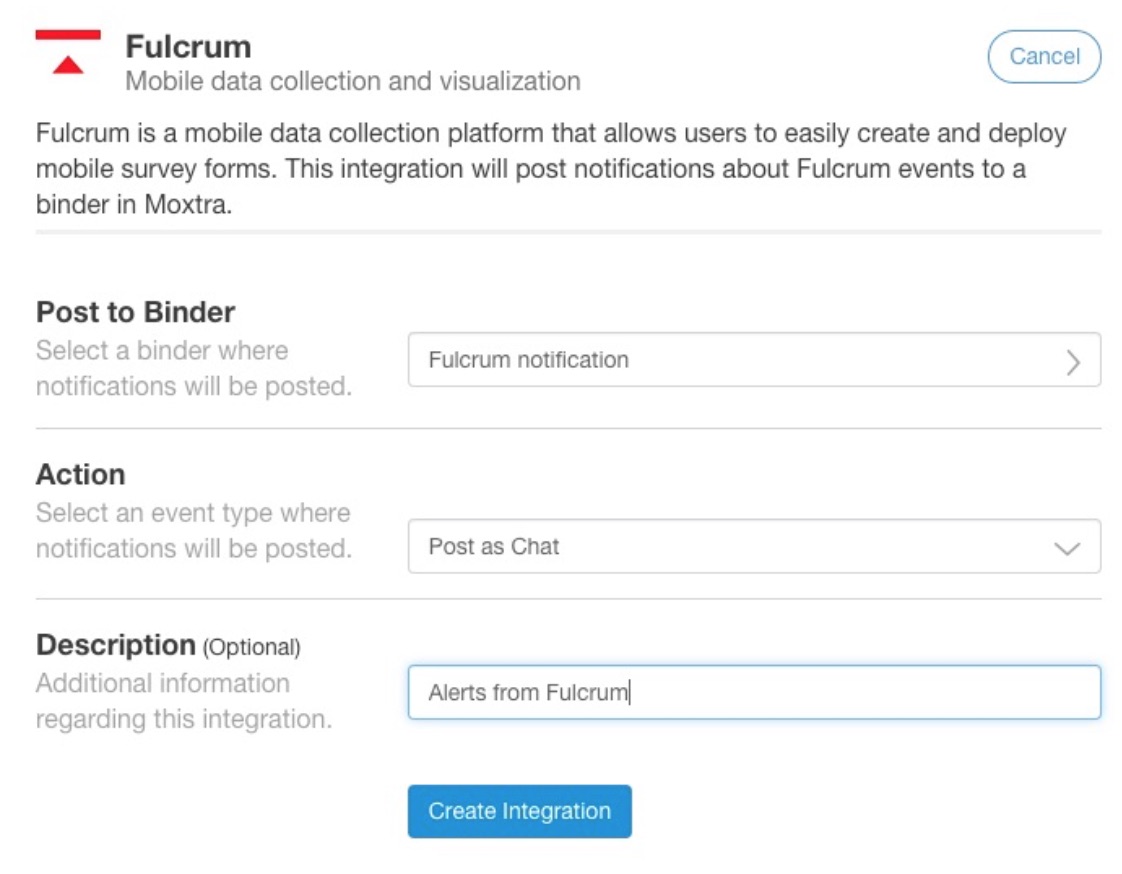 Fulcrum
Mobile data collection and visualization
Cancel
Fulcrum is a mobile data collection platform that allows users to easily create and deploy
mobile survey forms. This integration will post notifications about Fulcrum events to a
binder in Moxtra.
Post to Binder
Select a binder where
notifications will be posted.
Fulcrum notification
Action
Select an event type where
notifications will be posted.
Post as Chat
Description (Optional)
Additional information
regarding this integration.
Alerts from Fulcrum
Create Integration